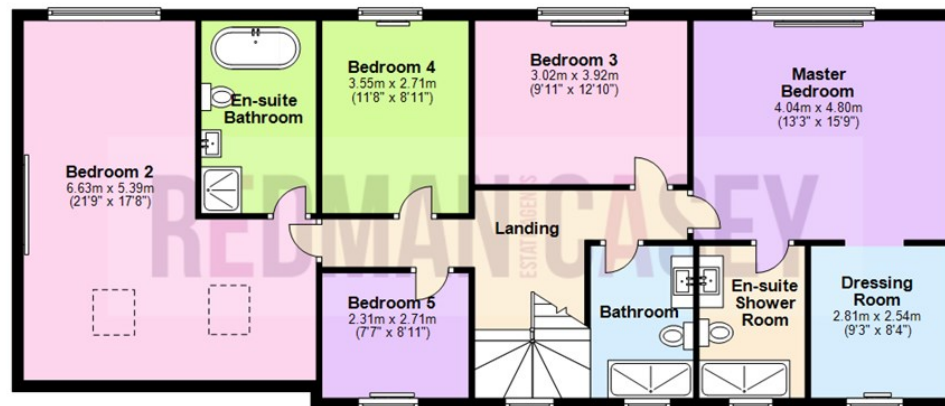 Bedroom 2
6.63m x 5.39m
(21'9" x 17'8")
En-suite
Bathroom
Bedroom 4
3.55m x 2.71m
(11'8" x 8'11")
Bedroom 3
3.02m x 3.92m
(9'11" x 12'10")
Master
Bedroom
4.04m x 4.80m
(13'3" x 15'9")
Landing
Bedroom 5
2.31m x 2.71m
(7'7" x 8'11")
Bathroom
En-suite
Shower
Room
Dressing
Room
2.81m x 2.54m
(9'3" x 8'4")
REDMAN CASEY
ESTATE AGENTS